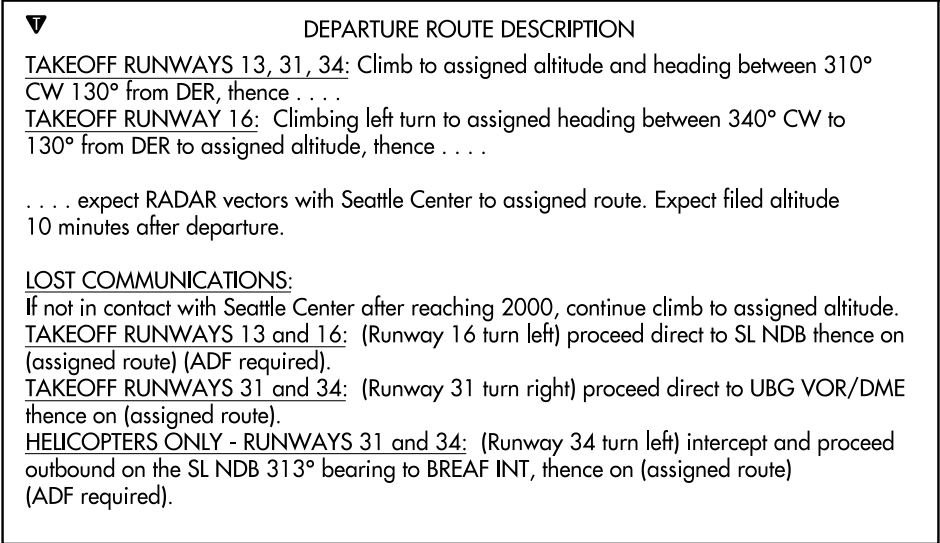 T
DEPARTURE ROUTE DESCRIPTION
TAKEOFF RUNWAYS 13, 31, 34: Climb to assigned altitude and heading between 310°
CW 130° from DER, thence . . . .
TAKEOFF RUNWAY 16: Climbing left turn to assigned heading between 340° CW to
130° from DER to assigned altitude, thence . . . .
. . . . expect RADAR vectors with Seattle Center to assigned route. Expect filed altitude
10 minutes after departure.
LOST COMMUNICATIONS:
If not in contact with Seattle Center after reaching 2000, continue climb to assigned altitude.
TAKEOFF RUNWAYS 13 and 16: (Runway 16 turn left) proceed direct to SL NDB thence on
(assigned route) (ADF required).
TAKEOFF RUNWAYS 31 and 34: (Runway 31 turn right) proceed direct to UBG VOR/DME
thence on (assigned route).
HELICOPTERS ONLY - RUNWAYS 31 and 34: (Runway 34 turn left) intercept and proceed
outbound on the SL NDB 313° bearing to BREAF INT, thence on (assigned route)
(ADF required).